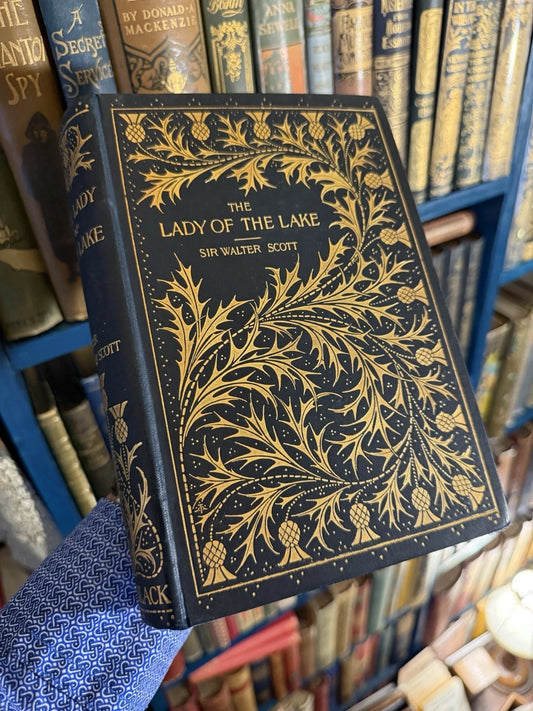 THE
LADY OF THE LAKE
SIR WALTER SCOTT
LADY
LAKE
SCOTT
LACK
SPY
A
SECRET
SERVICE
BY DONALD A
MACKENZIE
ANNA
SEWELL